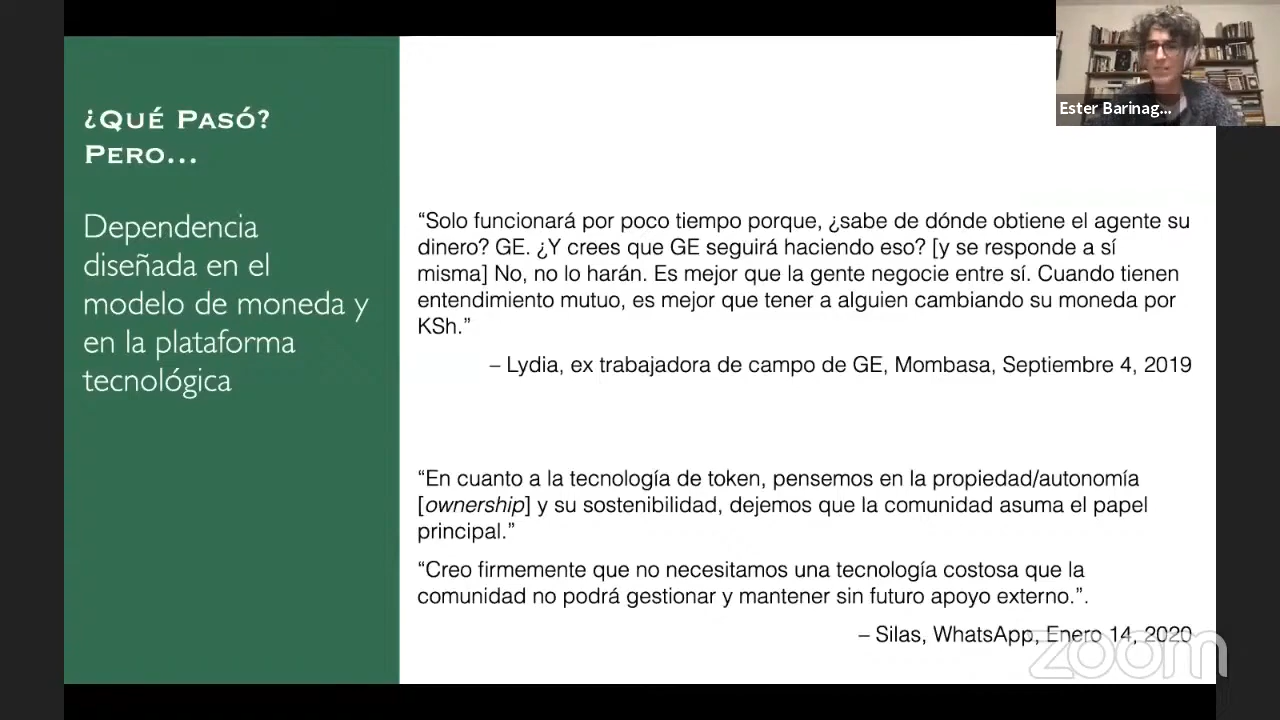 ¿QUÉ PASÓ?
PERO...
Dependencia
diseñada en el
modelo de moneda y
en la plataforma
tecnológica
“Solo funcionará por poco tiempo porque, ¿sabe de dónde obtiene el agente su
dinero? GE. ¿Y crees que GE seguirá haciendo eso? [y se responde a sí
misma] No, no lo harán. Es mejor que la gente negocie entre sí. Cuando tienen
entendimiento mutuo, es mejor que tener a alguien cambiando su moneda por
KSh.”
– Lydia, ex trabajadora de campo de GE, Mombasa, Septiembre 4, 2019
“En cuanto a la tecnología de token, pensemos en la propiedad/autonomía
[ownership] y su sostenibilidad, dejemos que la comunidad asuma el papel
principal.”
“Creo firmemente que no necesitamos una tecnología costosa que la
comunidad no podrá gestionar y mantener sin futuro apoyo externo.”.
– Silas, WhatsApp, Enero 14, 2020
Ester Barinag...
zoom